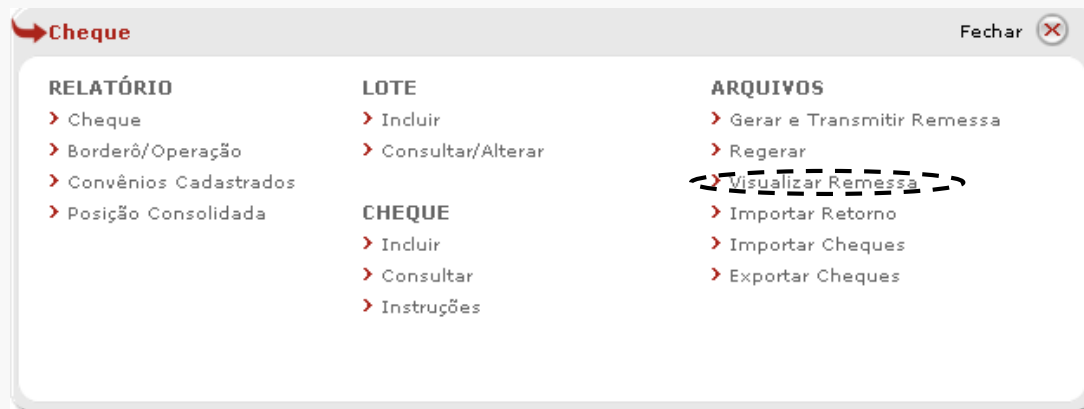 Cheque
Fechar
RELATÓRIO
Cheque
Borderô/Operação
Convênios Cadastrados
Posição Consolidada
LOTE
Incluir
Consultar/Alterar
CHEQUE
Incluir
Consultar
Instruções
ARQUIVOS
Gerar e Transmitir Remessa
Regerar
Visualizar Remessa
Importar Retorno
Importar Cheques
Exportar Cheques